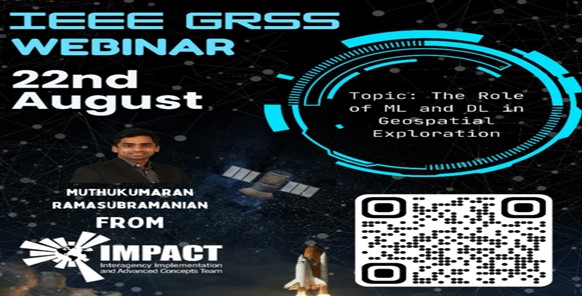 IEEE GRSS
WEBINAR
22nd
August
Topic: The Role
of ML and DL in
Geospatial
Exploration
MUTHUKUMARAN
RAMASUBRAMANIAN
FROM
IMPACT
Interagency Implementation
and Advanced Concepts Team